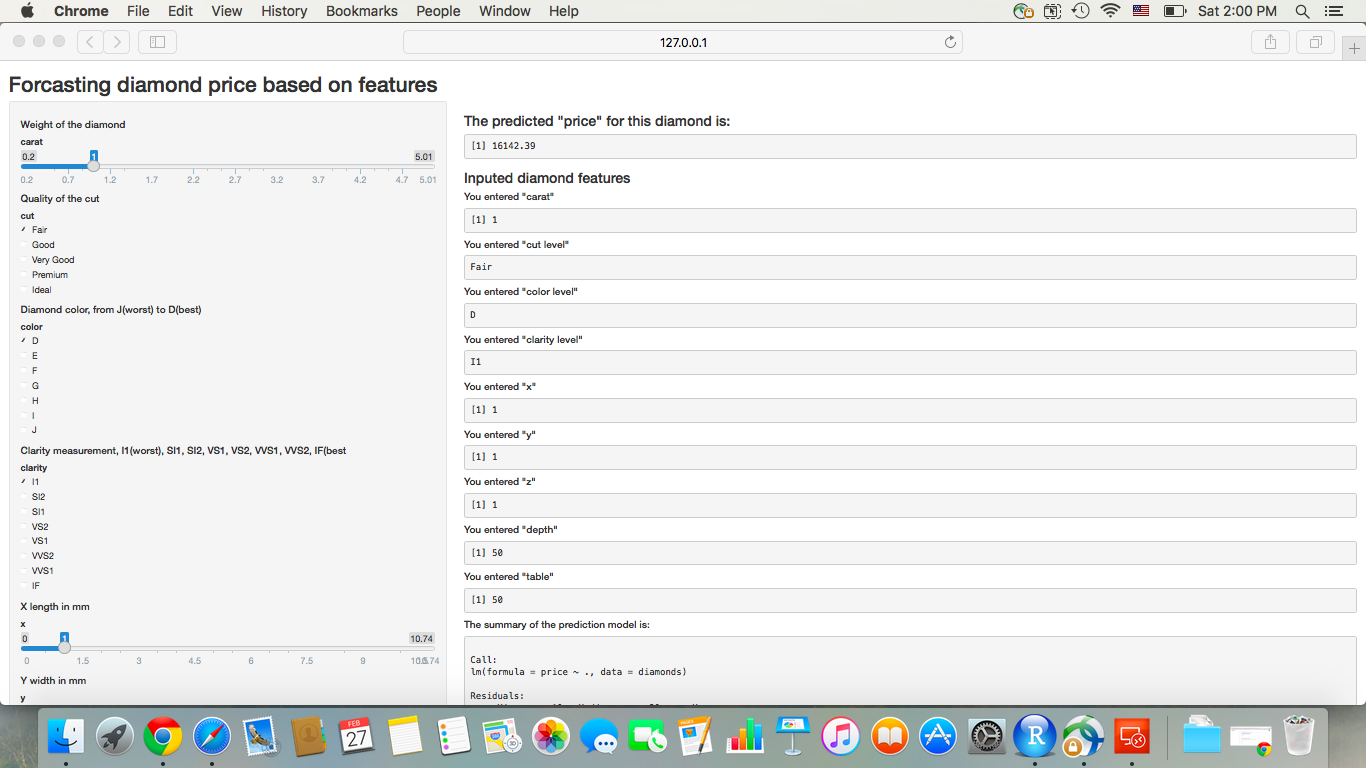 Chrome File Edit View History Bookmarks People Window Help Sat 2:00 PM
127.0.0.1
Forcasting diamond price based on features
Weight of the diamond
carat
0.2 1 5.01
0.2 0.7 1.2 1.7 2.2 2.7 3.2 3.7 4.2 4.7 5.01
Quality of the cut
cut
Fair
Good
Very Good
Premium
Ideal
Diamond color, from J(worst) to D(best)
color
D
E
F
G
H
I
J
Clarity measurement, I1(worst), SI1, SI2, VS1, VS2, VVS1, VVS2, IF(best
clarity
I1
SI2
SI1
VS2
VS1
VVS2
VVS1
IF
X length in mm
x
0 1 10.74
0 1.5 3 4.5 6 7.5 9
Y width in mm
y
The predicted "price" for this diamond is:
[1] 16142.39
Inputed diamond features
You entered "carat"
[1] 1
You entered "cut level"
Fair
You entered "color level"
D
You entered "clarity level"
I1
You entered "x"
[1] 1
You entered "y"
[1] 1
You entered "z"
[1] 1
You entered "depth"
[1] 50
You entered "table"
[1] 50
The summary of the prediction model is:
Call:
lm(formula = price ~ ., data = diamonds)
Residuals:
FEB
27
R